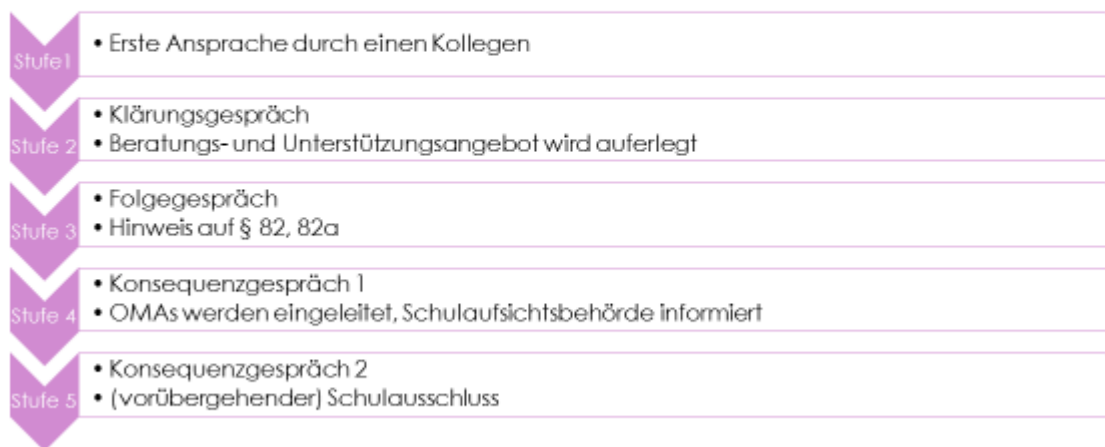 Stufe1
• Erste Ansprache durch einen Kollegen
Stufe 2
• Klärungsgespräch
• Beratungs- und Unterstützungsangebot wird auferlegt
Stufe 3
• Folgegespräch
• Hinweis auf § 82, 82a
Stufe 4
• Konsequenzgespräch 1
• OMAs werden eingeleitet, Schulaufsichtsbehörde informiert
Stufe 5
• Konsequenzgespräch 2
• (vorübergehender) Schulausschluss